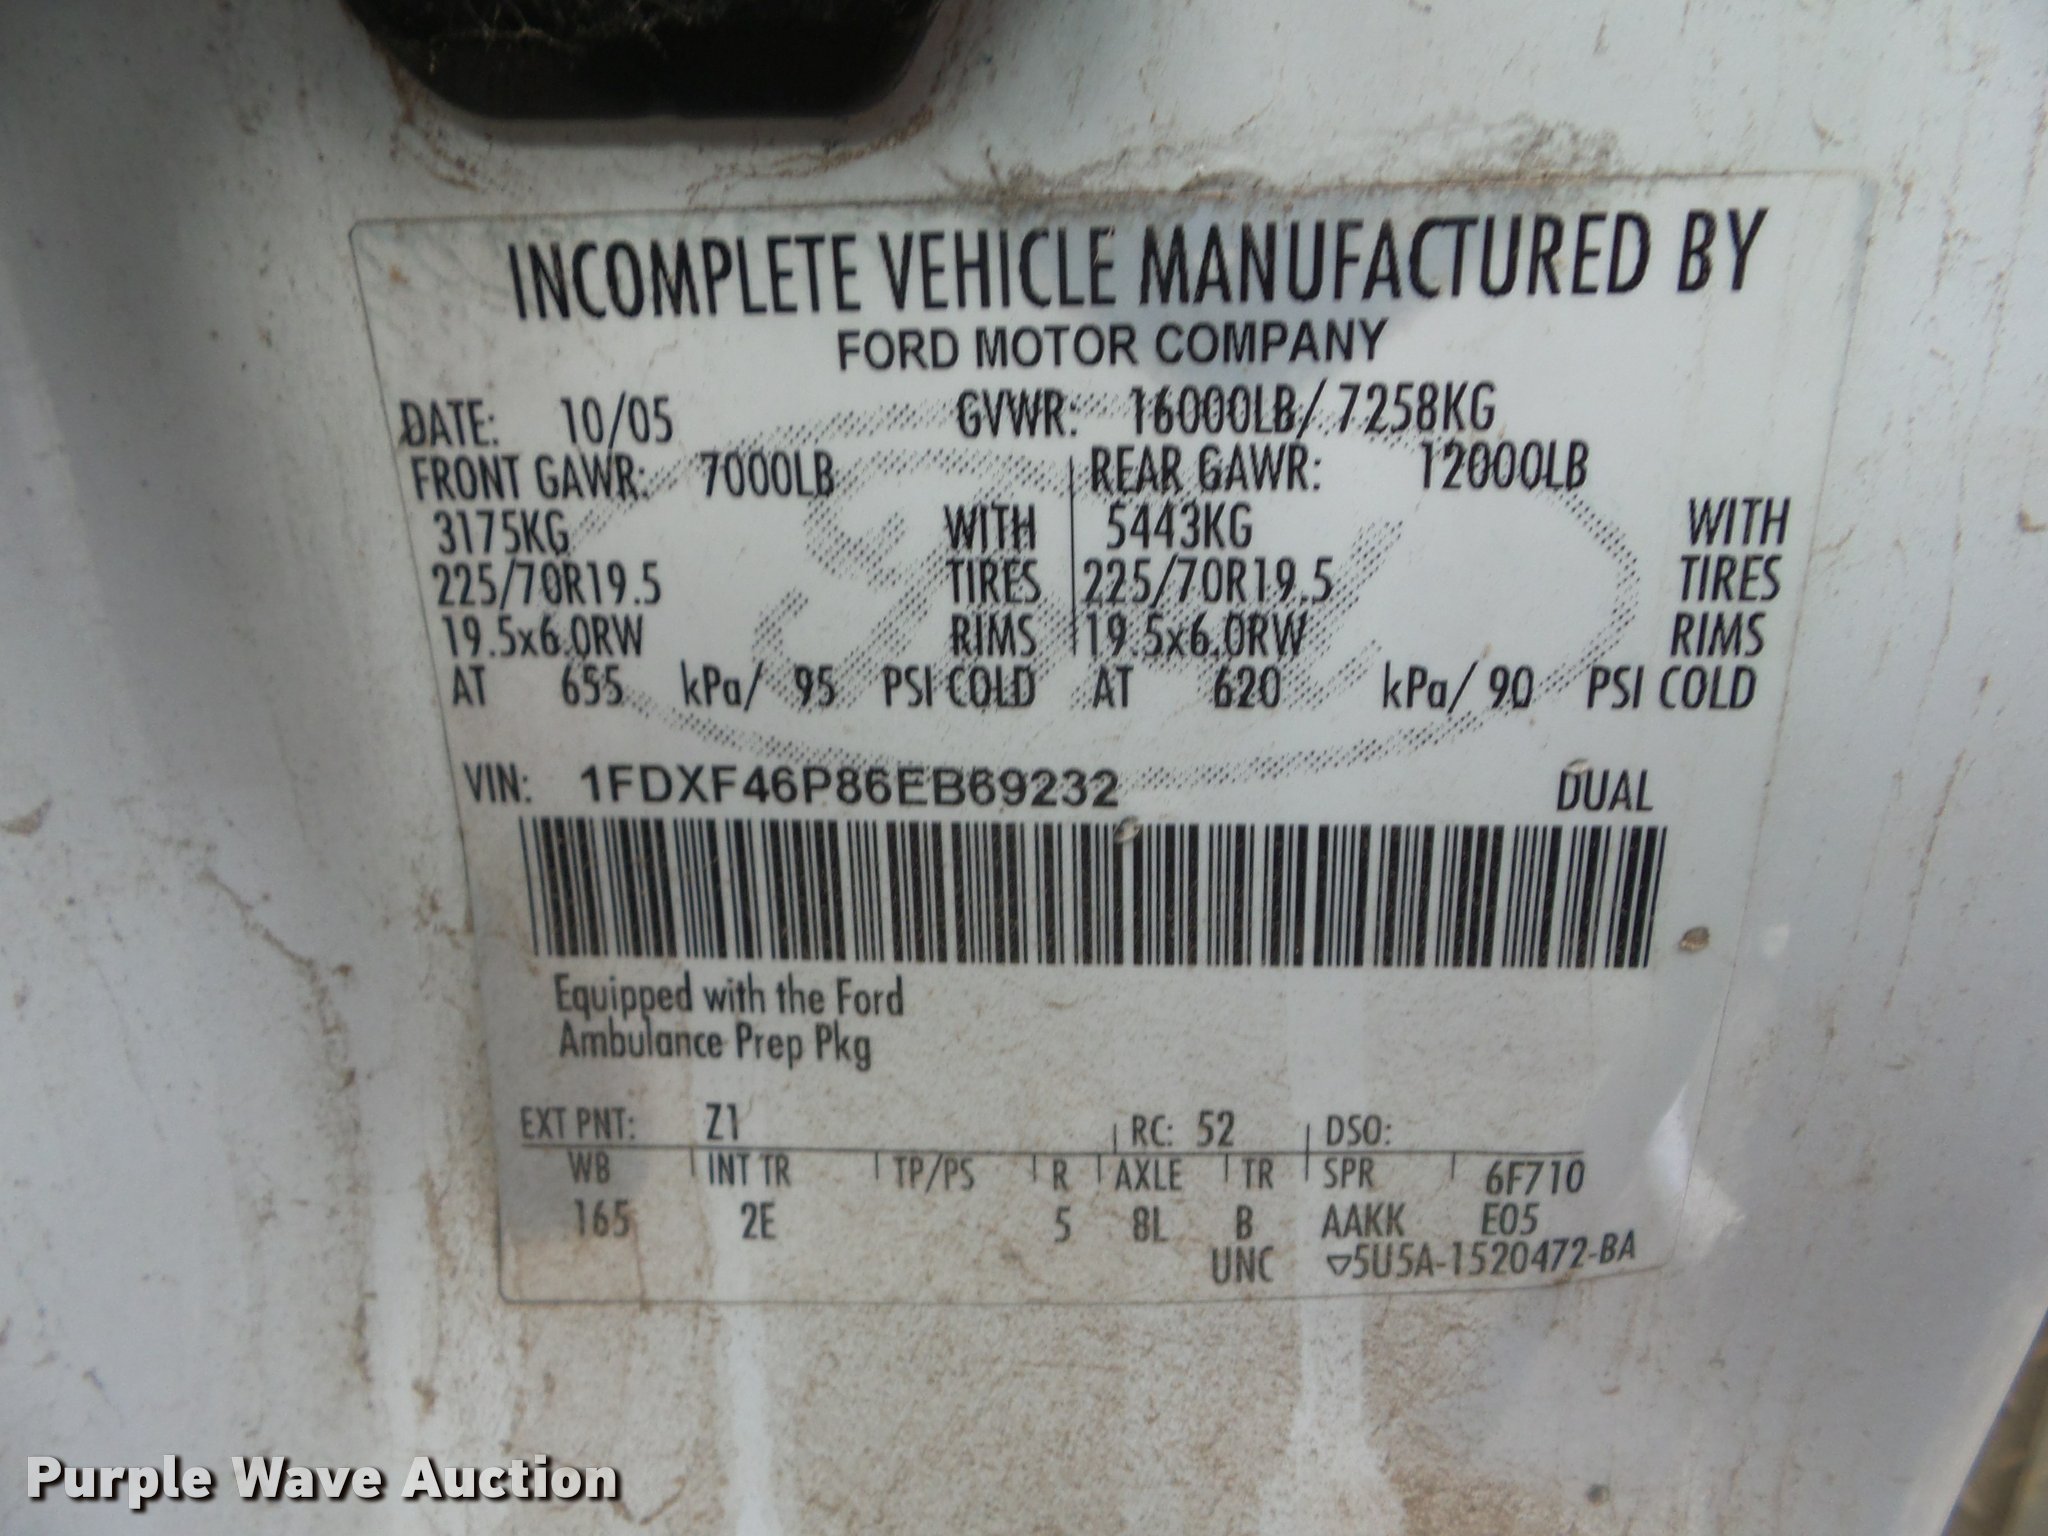 INCOMPLETE VEHICLE MANUFACTURED BY
FORD MOTOR COMPANY
DATE: 10/05 GVWR: 16000LB/ 7258KG
FRONT GAWR: 7000LB REAR GAWR: 12000LB
3175KG WITH 5443KG WITH
225/70R19.5 TIRES 225/70R19.5 TIRES
19.5x6.0RW RIMS 19.5x6.0RW RIMS
AT 655 kPa/ 95 PSI COLD AT 620 kPa/ 90 PSI COLD
VIN: 1FDXF46P86EB69232 DUAL
Equipped with the Ford
Ambulance Prep Pkg
EXT PNT: Z1 RC: 52 DSO:
WB INT TR TP/PS R AXLE TR SPR 6F710
165 2E 5 8L B AAKK E05
UNC ▽5U5A-1520472-BA
Purple Wave Auction